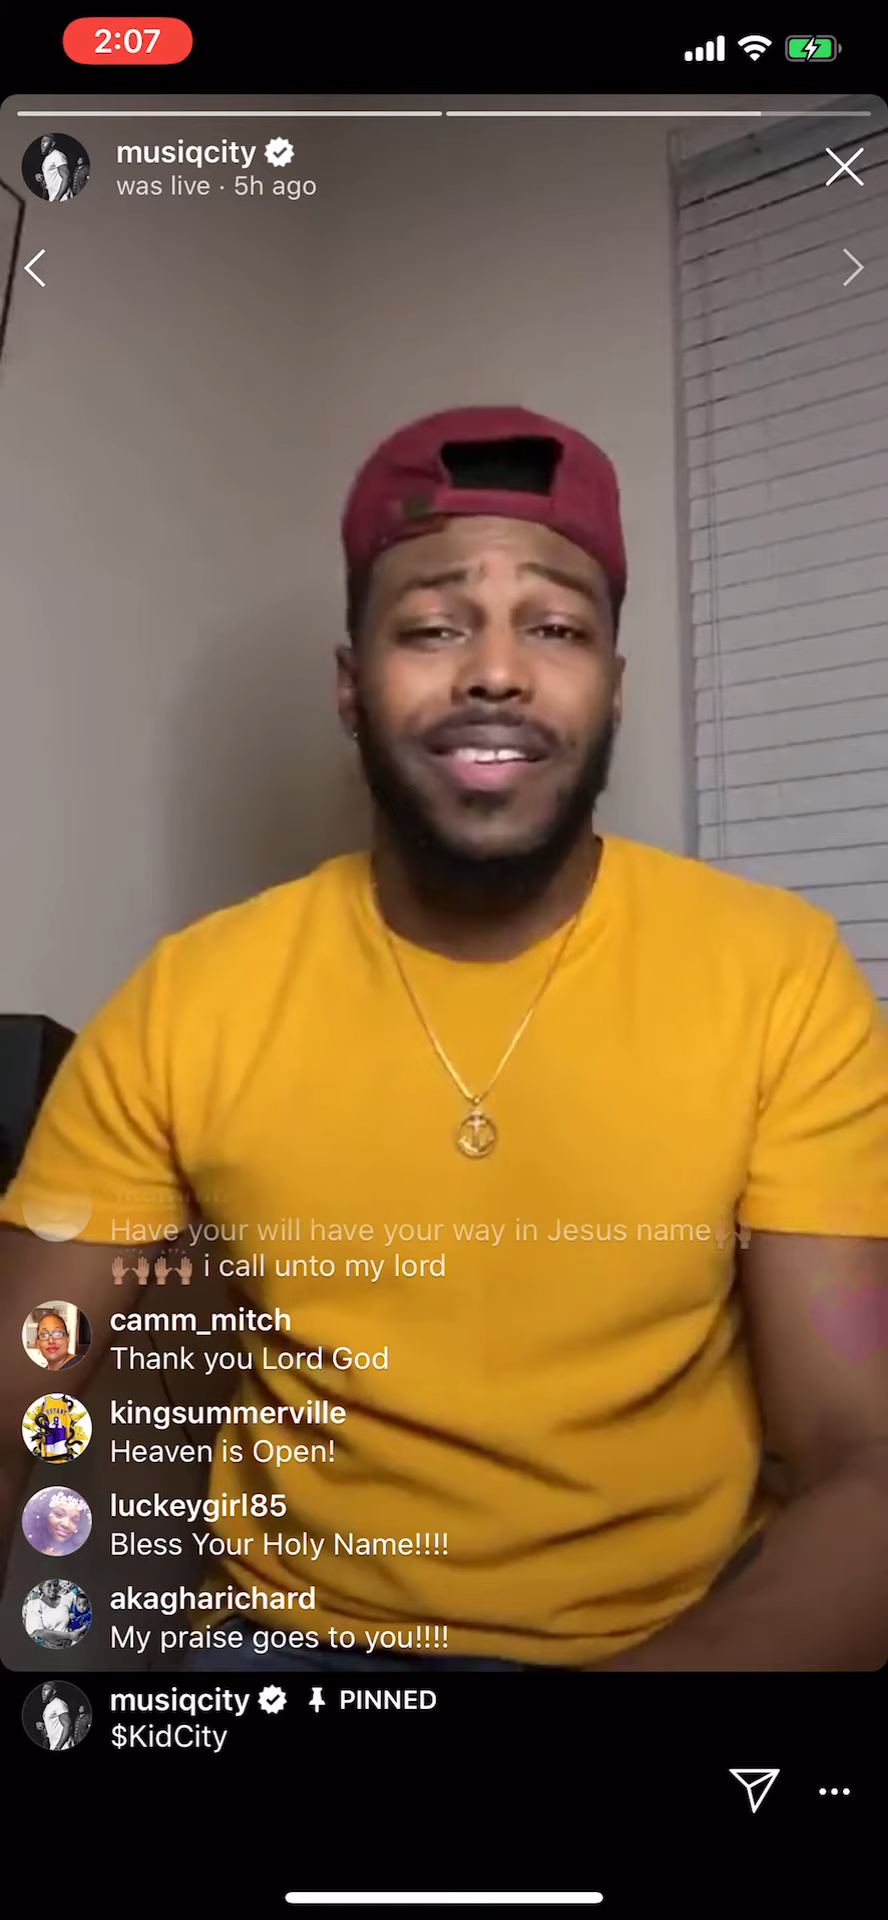 2:07
musiqcity
was live · 5h ago
Have your will have your way in Jesus name🙌🏽
🙌🏽🙌🏽 i call unto my lord
camm_mitch
Thank you Lord God
kingsummerville
Heaven is Open!
luckeygirl85
Bless Your Holy Name!!!!
akagharichard
My praise goes to you!!!!
musiqcity PINNED
$KidCity